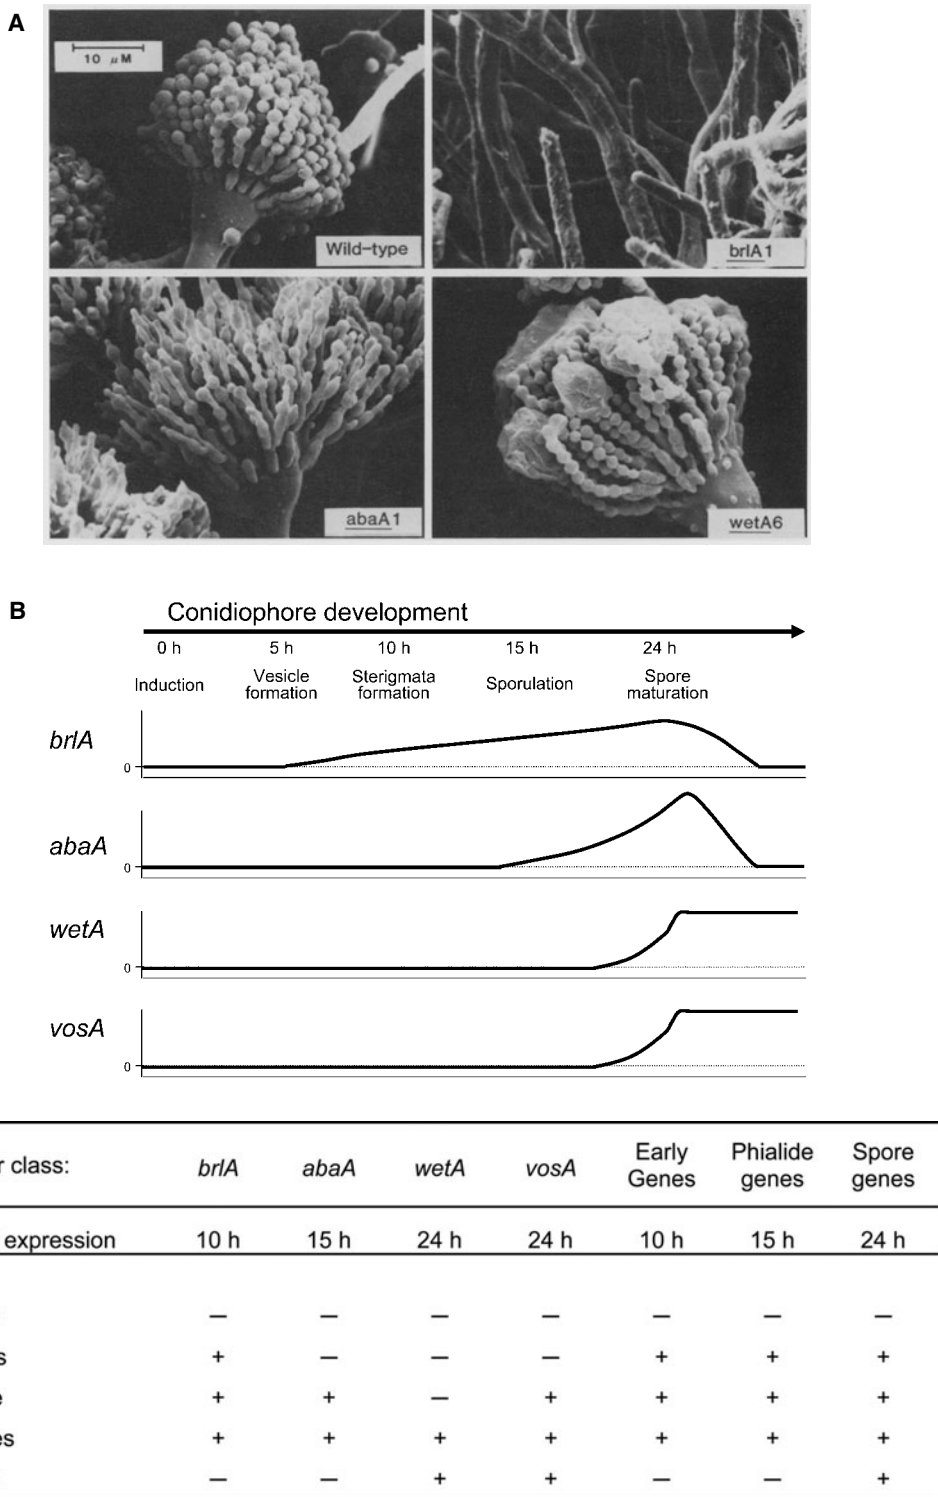 A
10 μM
Wild-type
brlA1
abaA1
wetA6
B
Conidiophore development
0 h 5 h 10 h 15 h 24 h
Induction Vesicle formation Sterigmata formation Sporulation Spore maturation
brlA
0
abaA
0
wetA
0
vosA
0
class: brlA abaA wetA vosA Early Genes Phialide genes Spore genes
expression 10 h 15 h 24 h 24 h 10 h 15 h 24 h
— — — — — — —
+ — — — + + +
+ + — + + + +
+ + + + + + +
— — + + — — +